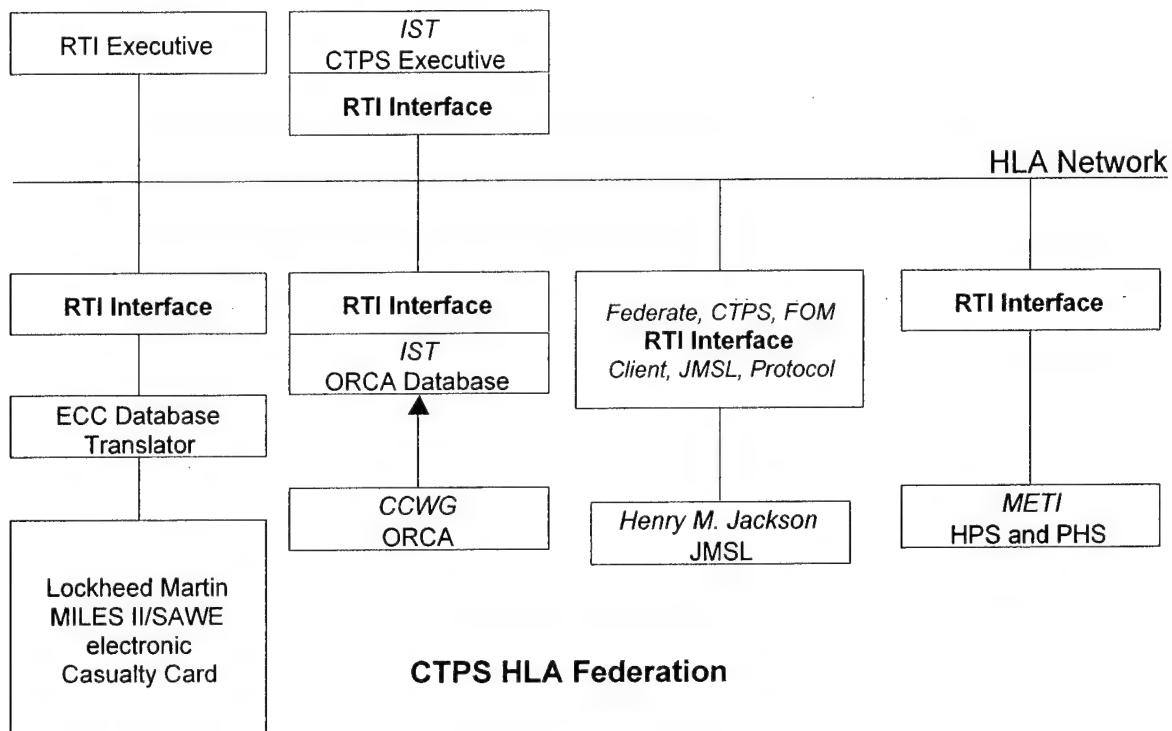 RTI Executive
IST
CTPS Executive
RTI Interface
HLA Network
RTI Interface
ECC Database
Translator
Lockheed Martin
MILES II/SAWE
electronic
Casualty Card
RTI Interface
IST
ORCA Database
CCWG
ORCA
Federate, CTPS, FOM
RTI Interface
Client, JMSL, Protocol
Henry M. Jackson
JMSL
RTI Interface
METI
HPS and PHS
CTPS HLA Federation